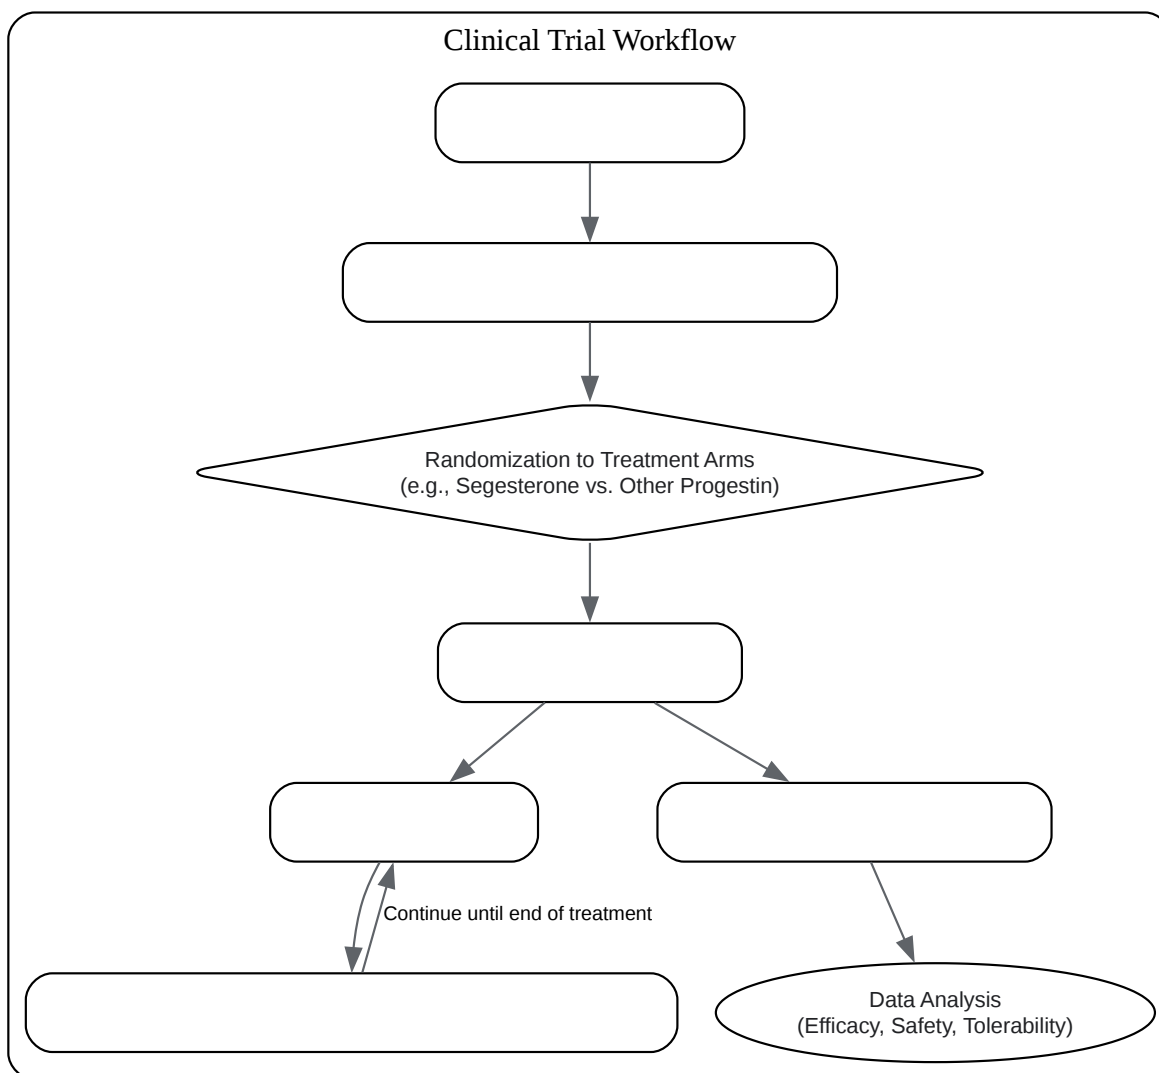 Clinical Trial Workflow
Randomization to Treatment Arms
(e.g., Segesterone vs. Other Progestin)
Continue until end of treatment
Data Analysis
(Efficacy, Safety, Tolerability)